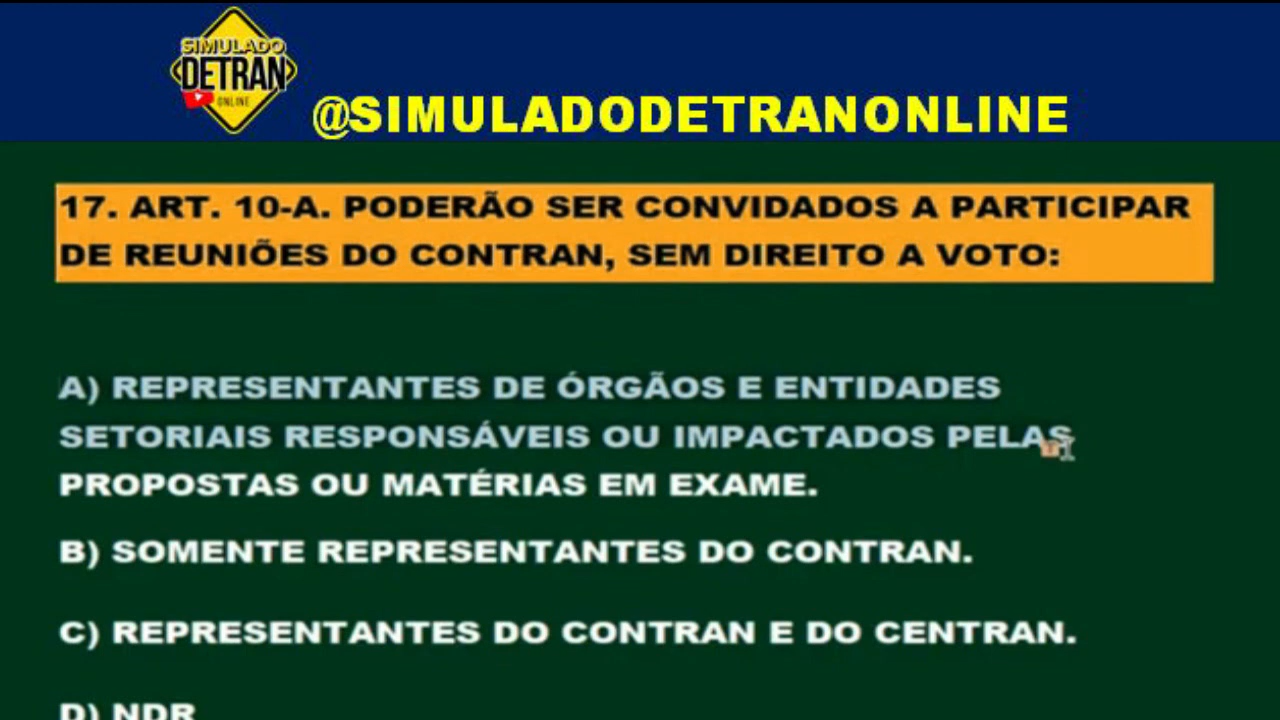 SIMULADO
DETRAN
ONLINE
@SIMULADODETRANONLINE
17. ART. 10-A. PODERÃO SER CONVIDADOS A PARTICIPAR
DE REUNIÕES DO CONTRAN, SEM DIREITO A VOTO:
A) REPRESENTANTES DE ÓRGÃOS E ENTIDADES
SETORIAIS RESPONSÁVEIS OU IMPACTADOS PELAS
PROPOSTAS OU MATÉRIAS EM EXAME.
B) SOMENTE REPRESENTANTES DO CONTRAN.
C) REPRESENTANTES DO CONTRAN E DO CENTRAN.
D) NDR